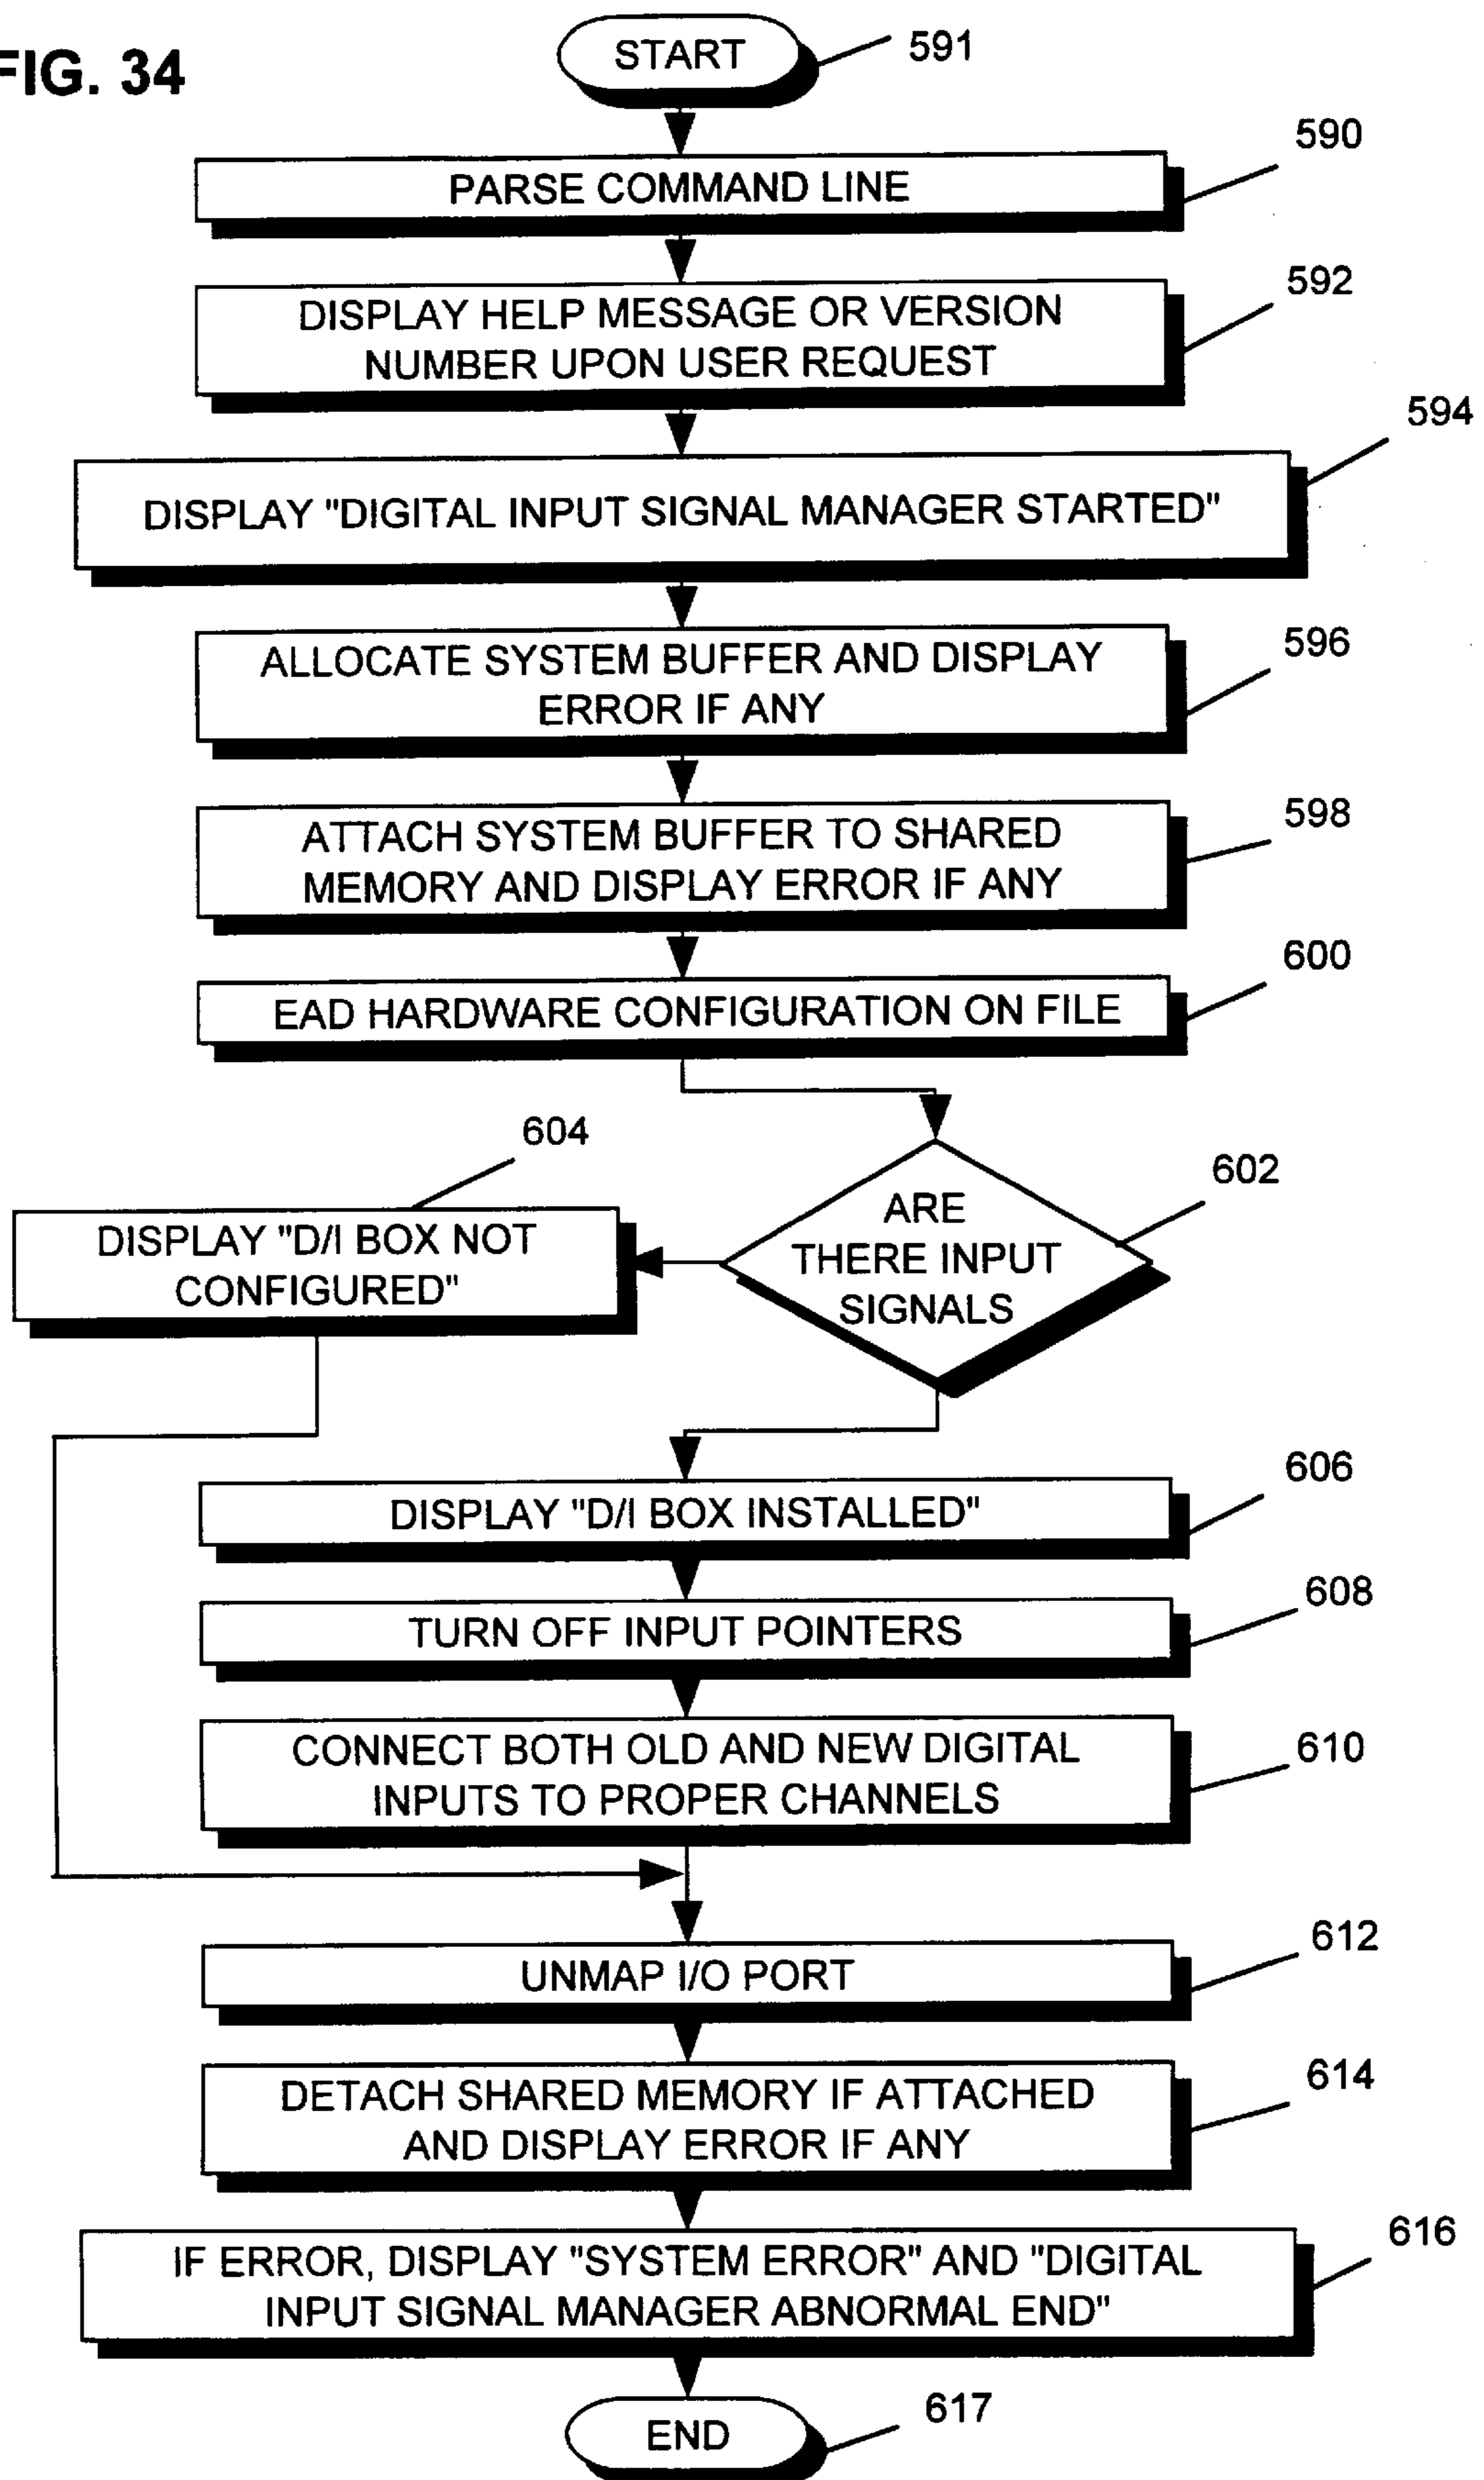 FIG. 34
START
591
590
PARSE COMMAND LINE
592
DISPLAY HELP MESSAGE OR VERSION
NUMBER UPON USER REQUEST
594
DISPLAY "DIGITAL INPUT SIGNAL MANAGER STARTED"
596
ALLOCATE SYSTEM BUFFER AND DISPLAY
ERROR IF ANY
598
ATTACH SYSTEM BUFFER TO SHARED
MEMORY AND DISPLAY ERROR IF ANY
600
EAD HARDWARE CONFIGURATION ON FILE
604
602
DISPLAY "D/I BOX NOT
CONFIGURED"
ARE
THERE INPUT
SIGNALS
606
DISPLAY "D/I BOX INSTALLED"
608
TURN OFF INPUT POINTERS
610
CONNECT BOTH OLD AND NEW DIGITAL
INPUTS TO PROPER CHANNELS
612
UNMAP I/O PORT
614
DETACH SHARED MEMORY IF ATTACHED
AND DISPLAY ERROR IF ANY
616
IF ERROR, DISPLAY "SYSTEM ERROR" AND "DIGITAL
INPUT SIGNAL MANAGER ABNORMAL END"
END
617